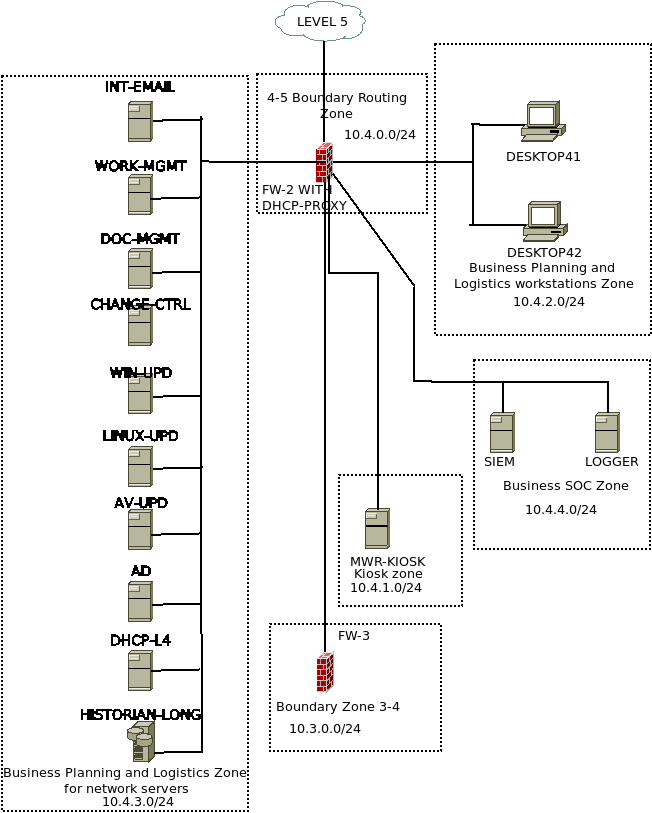 LEVEL 5
INT-EMAIL
WORK-MGMT
DOC-MGMT
CHANGE-CTRL
WIN-UPD
LINUX-UPD
AV-UPD
AD
DHCP-L4
HISTORIAN-LONG
Business Planning and Logistics Zone
for network servers
10.4.3.0/24
4-5 Boundary Routing
Zone
10.4.0.0/24
FW-2 WITH
DHCP-PROXY
DESKTOP41
DESKTOP42
Business Planning and
Logistics workstations Zone
10.4.2.0/24
SIEM
LOGGER
Business SOC Zone
10.4.4.0/24
MWR-KIOSK
Kiosk zone
10.4.1.0/24
FW-3
Boundary Zone 3-4
10.3.0.0/24